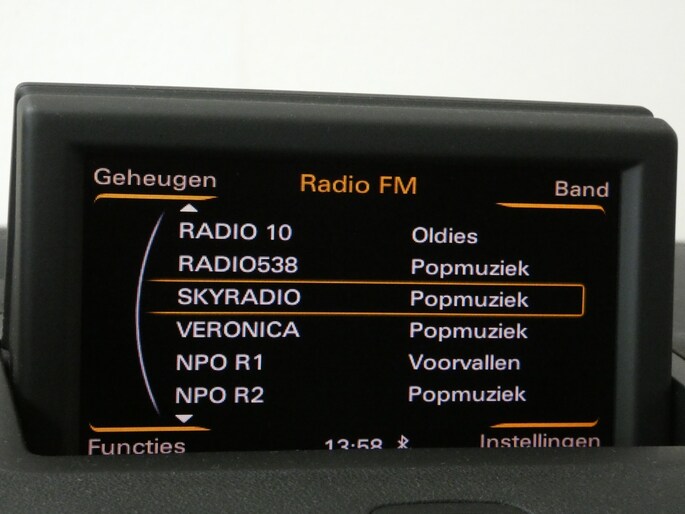 Geheugen Radio FM Band
RADIO 10 Oldies
RADIO538 Popmuziek
SKYRADIO Popmuziek
VERONICA Popmuziek
NPO R1 Voorvallen
NPO R2 Popmuziek
Functies 13:58 Instellingen